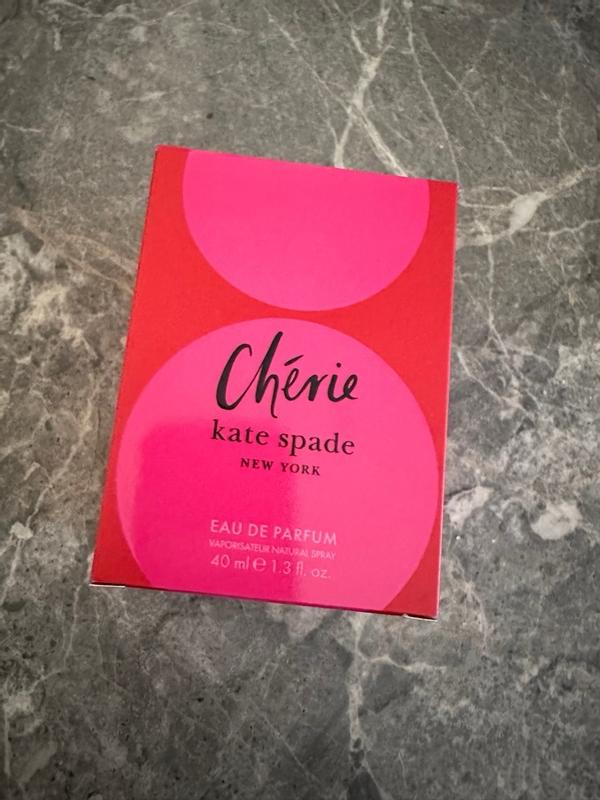 Chérie
kate spade
NEW YORK
EAU DE PARFUM
VAPORISATEUR NATURAL SPRAY
40 ml ℮ 1.3 fl. oz.